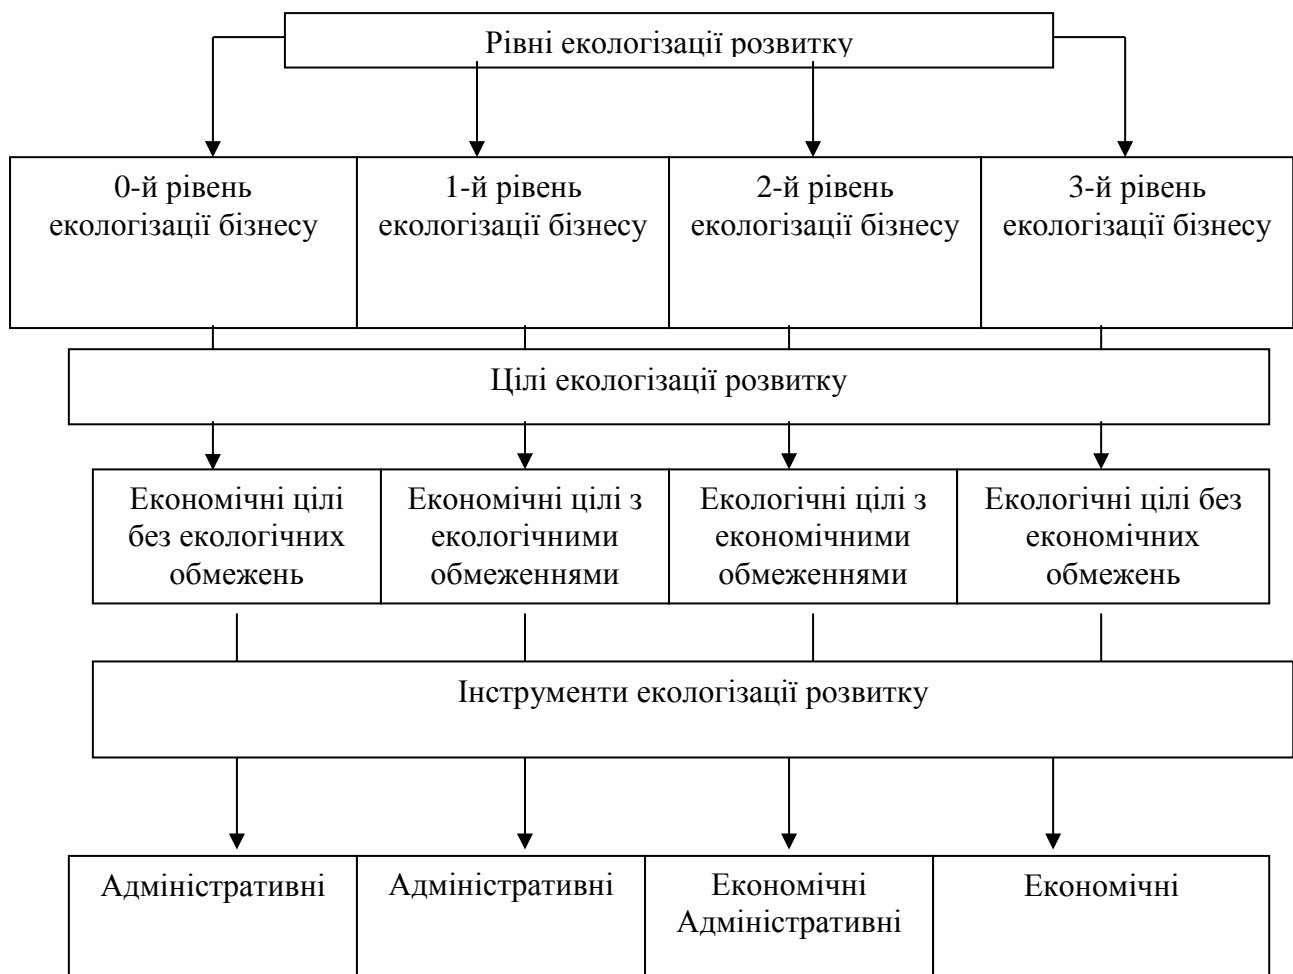 Рівні екологізації розвитку
0-й рівень
екологізації бізнесу
1-й рівень
екологізації бізнесу
2-й рівень
екологізації бізнесу
3-й рівень
екологізації бізнесу
Цілі екологізації розвитку
Економічні цілі
без екологічних
обмежень
Економічні цілі з
екологічними
обмеженнями
Екологічні цілі з
економічними
обмеженнями
Екологічні цілі без
економічних
обмежень
Інструменти екологізації розвитку
Адміністративні
Адміністративні
Економічні
Адміністративні
Економічні